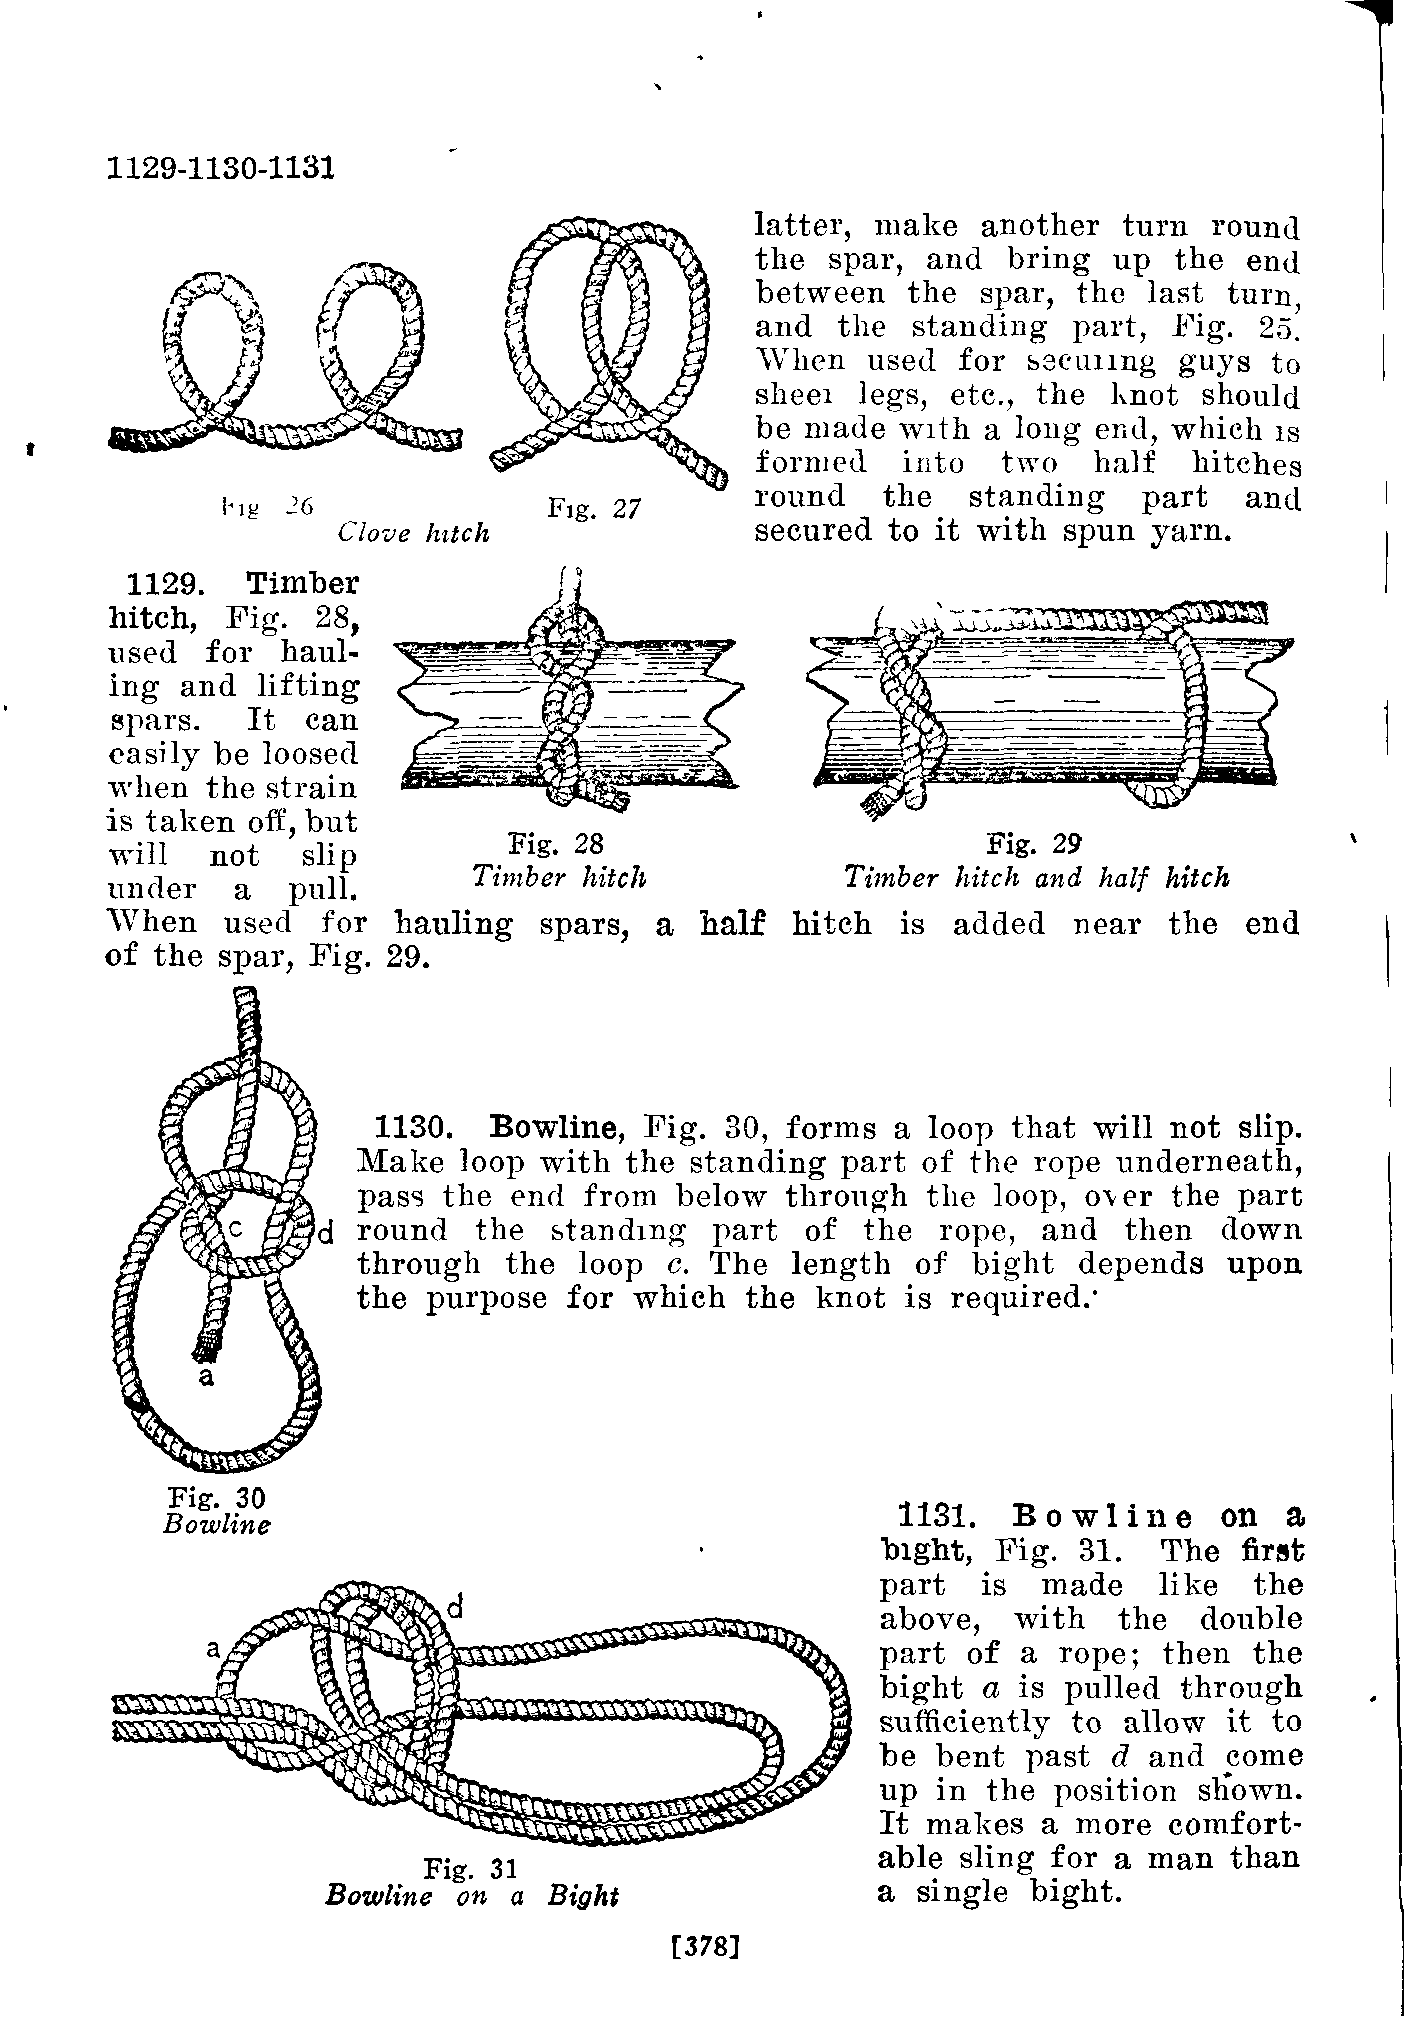 1129-1130-1131
latter, make another turn round
the spar, and bring up the end
between the spar, the last turn,
and the standing part, Fig. 25.
When used for securing guys to
sheer legs, etc., the knot should
be made with a long end, which is
formed into two half hitches
round the standing part and
secured to it with spun yarn.
Fig 26
Fig. 27
Clove hitch
1129. Timber
hitch, Fig. 28,
used for haul-
ing and lifting
spars. It can
easily be loosed
when the strain
is taken off, but
will not slip
under a pull.
When used for hauling spars, a half hitch is added near the end
of the spar, Fig. 29.
Fig. 28
Timber hitch
Fig. 29
Timber hitch and half hitch
c
d
a
1130. Bowline, Fig. 30, forms a loop that will not slip.
Make loop with the standing part of the rope underneath,
pass the end from below through the loop, over the part
round the standing part of the rope, and then down
through the loop c. The length of bight depends upon
the purpose for which the knot is required.
Fig. 30
Bowline
d
a
Fig. 31
Bowline on a Bight
1131. Bowline on a
bight, Fig. 31. The first
part is made like the
above, with the double
part of a rope; then the
bight a is pulled through
sufficiently to allow it to
be bent past d and come
up in the position shown.
It makes a more comfort-
able sling for a man than
a single bight.
[378]